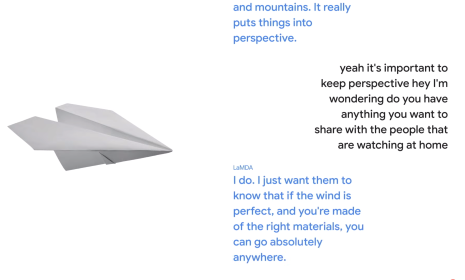 and mountains. It really
puts things into
perspective.
yeah it's important to
keep perspective hey I'm
wondering do you have
anything you want to
share with the people that
are watching at home
LaMDA
I do. I just want them to
know that if the wind is
perfect, and you're made
of the right materials, you
can go absolutely
anywhere.